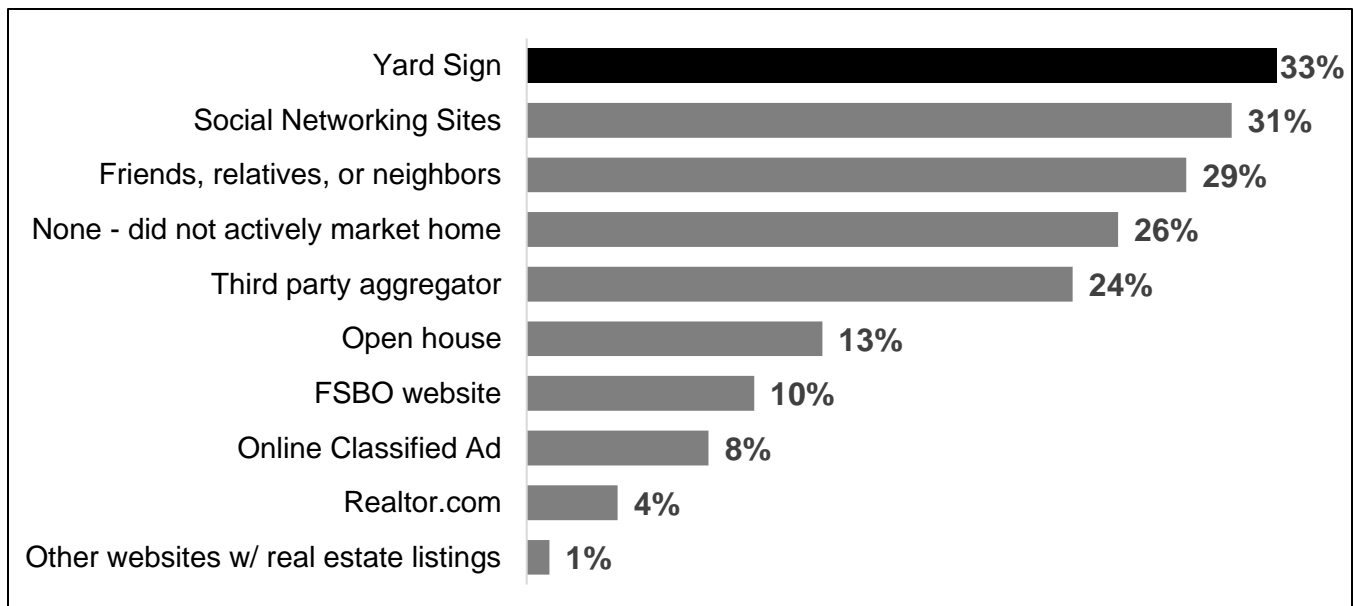 Yard Sign 33%
Social Networking Sites 31%
Friends, relatives, or neighbors 29%
None - did not actively market home 26%
Third party aggregator 24%
Open house 13%
FSBO website 10%
Online Classified Ad 8%
Realtor.com 4%
Other websites w/ real estate listings 1%